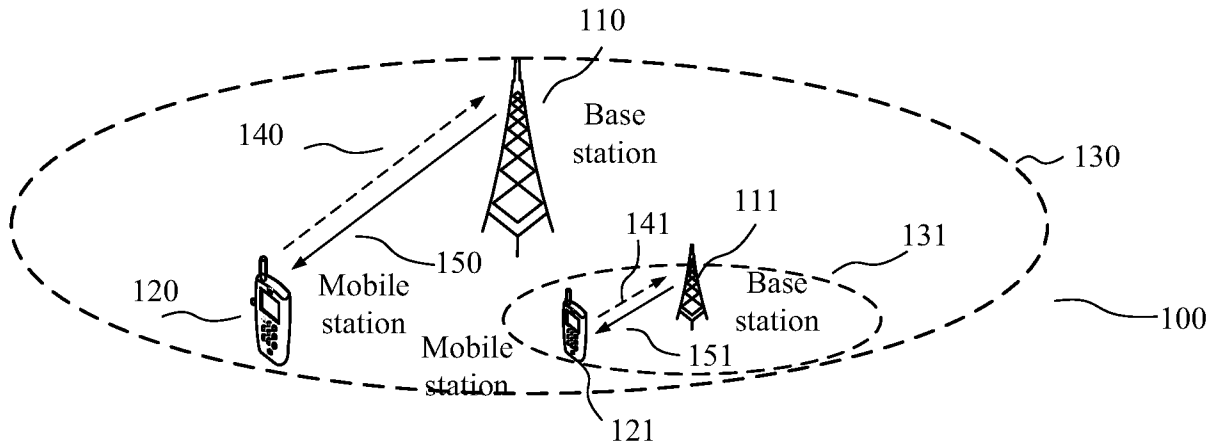 110
Base
station
140
130
111
141
131
150
Mobile
station
Base
station
120
100
Mobile
station
151
121